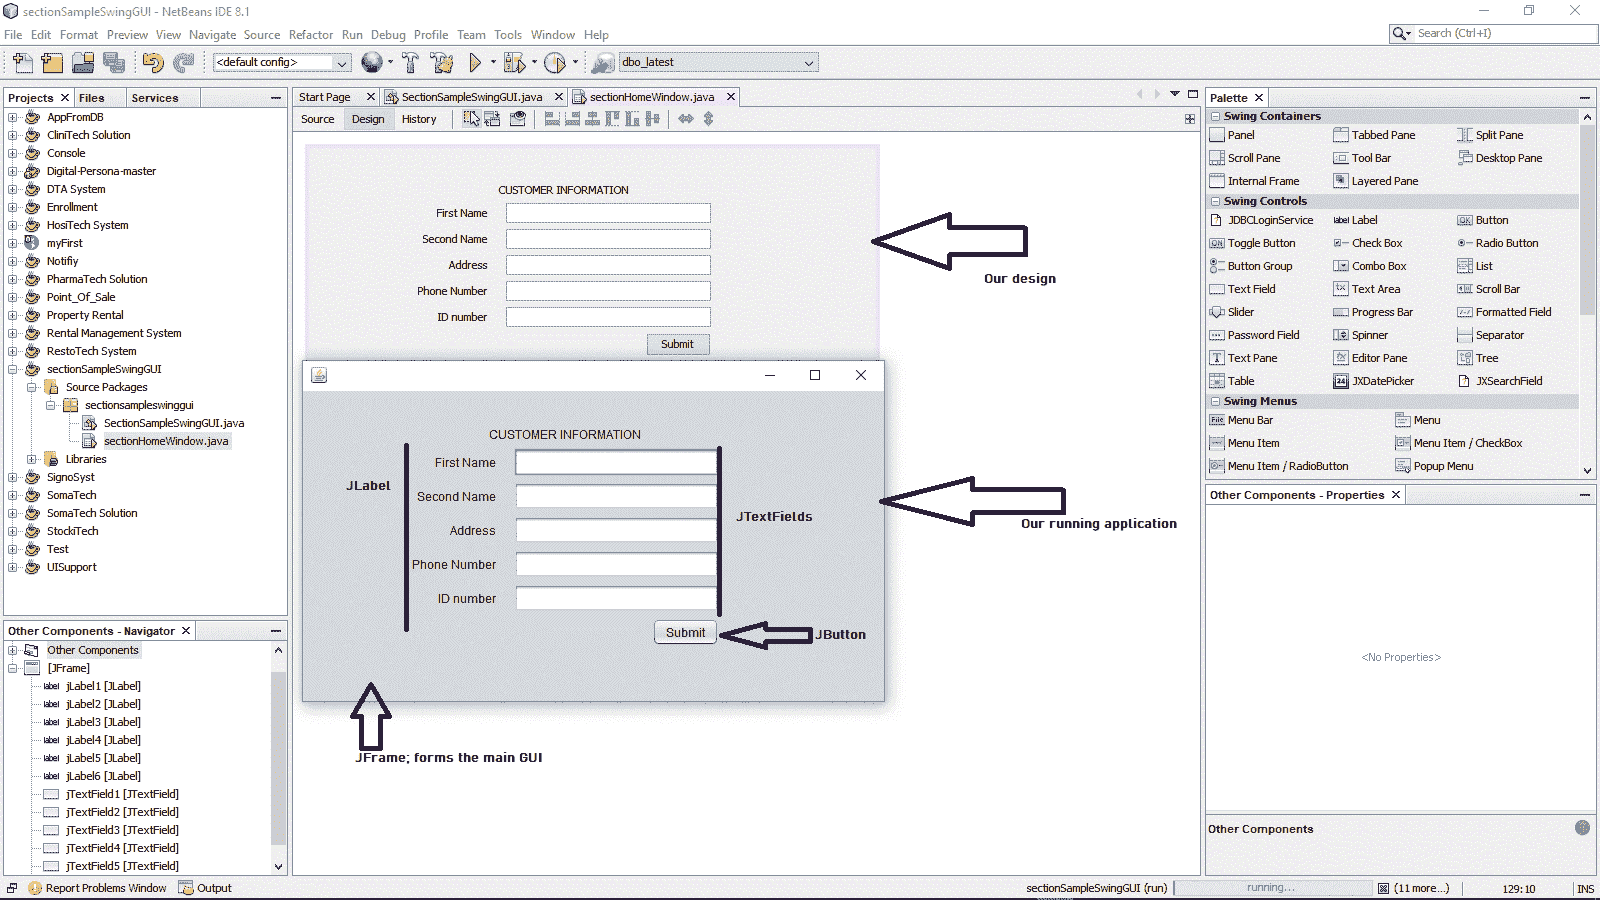 sectionSampleSwingGUI - NetBeans IDE 8.1
File Edit Format Preview View Navigate Source Refactor Run Debug Profile Team Tools Window Help
Search (Ctrl+I)
<default config>
dbo_latest
Projects Files Services
AppFromDB
CliniTech Solution
Console
Digital-Persona-master
DTA System
Enrollment
HosiTech System
myFirst
Notifiy
PharmaTech Solution
Point_Of_Sale
Property Rental
Rental Management System
RestoTech System
sectionSampleSwingGUI
Source Packages
sectionsampleswinggui
SectionSampleSwingGUI.java
sectionHomeWindow.java
Libraries
SignoSyst
SomaTech
SomaTech Solution
StockiTech
Test
UISupport
Other Components - Navigator
Other Components
[JFrame]
label jLabel1 [JLabel]
label jLabel2 [JLabel]
label jLabel3 [JLabel]
label jLabel4 [JLabel]
label jLabel5 [JLabel]
label jLabel6 [JLabel]
jTextField1 [JTextField]
jTextField2 [JTextField]
jTextField3 [JTextField]
jTextField4 [JTextField]
jTextField5 [JTextField]
Start Page SectionSampleSwingGUI.java sectionHomeWindow.java
Source Design History
CUSTOMER INFORMATION
First Name
Second Name
Address
Phone Number
ID number
Submit
Our design
CUSTOMER INFORMATION
First Name
Second Name
Address
Phone Number
ID number
Submit
JLabel
JTextFields
JButton
Our running application
JFrame; forms the main GUI
Palette
Swing Containers
Panel Tabbed Pane Split Pane
Scroll Pane Tool Bar Desktop Pane
Internal Frame Layered Pane
Swing Controls
JDBCLoginService label Label OK Button
ON Toggle Button Check Box Radio Button
Button Group Combo Box List
Text Field Text Area Scroll Bar
Slider Progress Bar Formatted Field
Password Field Spinner Separator
Text Pane Editor Pane Tree
Table 24 JXDatePicker JXSearchField
Swing Menus
File Menu Bar Menu
Menu Item Menu Item / CheckBox
Menu Item / RadioButton Popup Menu
Other Components - Properties
<No Properties>
Other Components
Report Problems Window Output
sectionSampleSwingGUI (run) running... (11 more...) 129:10 INS